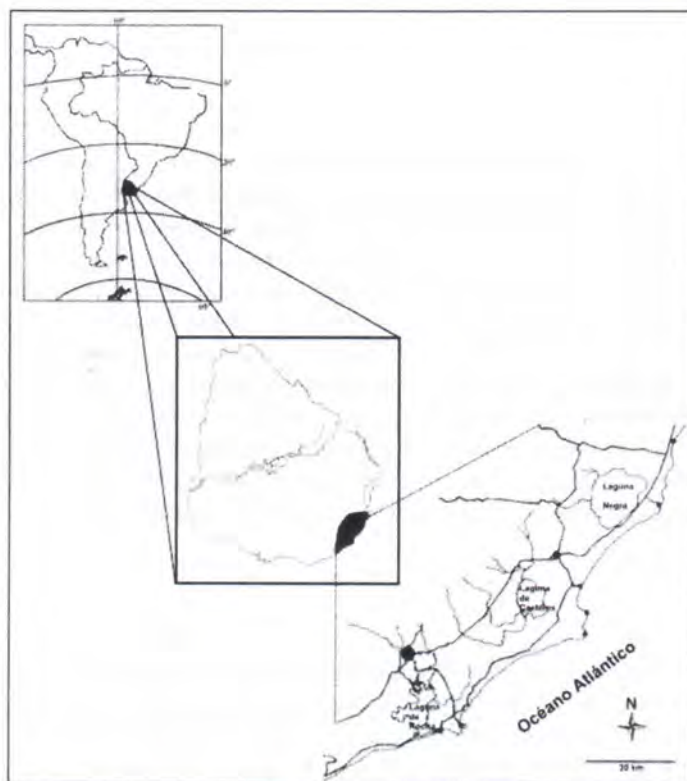 Laguna
Negra
Laguna
de
Castillos
Laguna
de
Rocha
Océano Atlántico
N
20 km